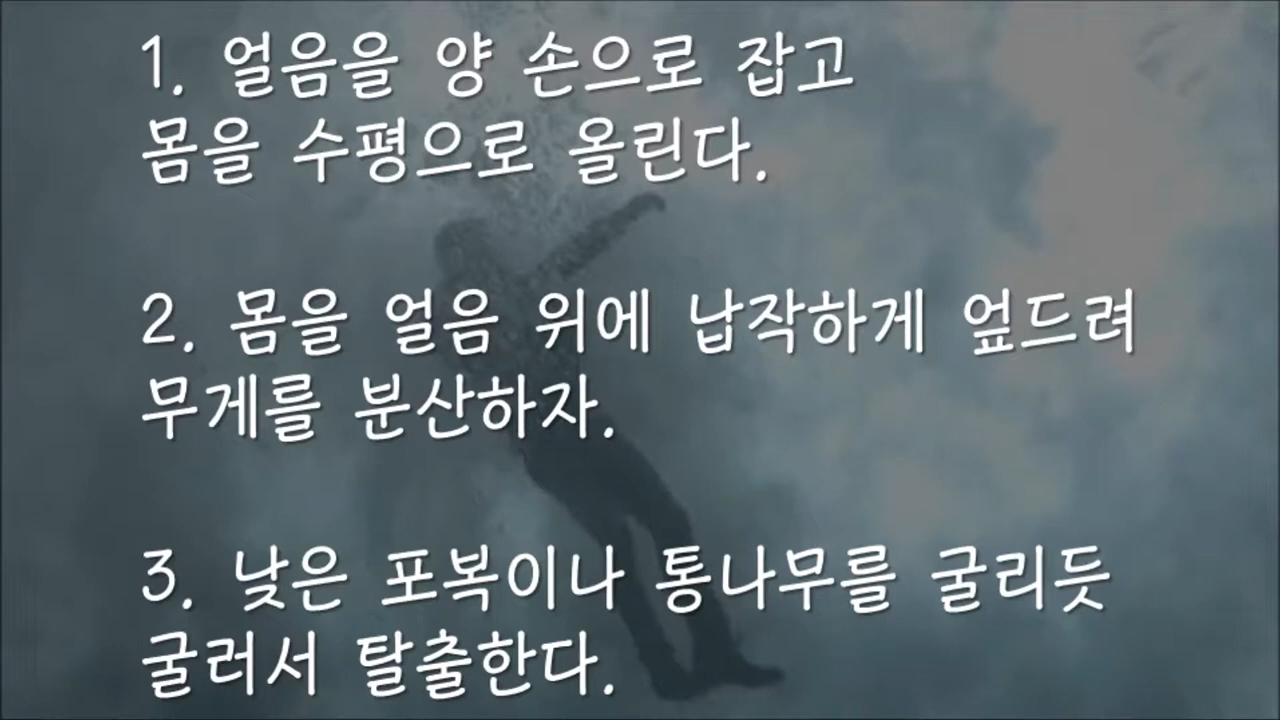 1. 얼음을 양 손으로 잡고
몸을 수평으로 올린다.
2. 몸을 얼음 위에 납작하게 엎드려
무게를 분산하자.
3. 낮은 포복이나 통나무를 굴리듯
굴러서 탈출한다.